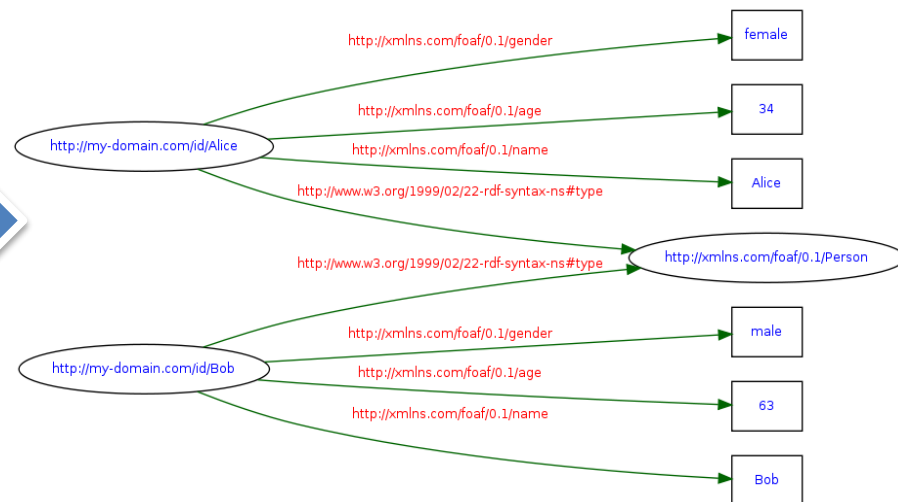 female
http://xmlns.com/foaf/0.1/gender
http://xmlns.com/foaf/0.1/age
34
http://my-domain.com/id/Alice
http://xmlns.com/foaf/0.1/name
Alice
http://www.w3.org/1999/02/22-rdf-syntax-ns#type
http://xmlns.com/foaf/0.1/Person
http://www.w3.org/1999/02/22-rdf-syntax-ns#type
http://xmlns.com/foaf/0.1/gender
male
http://my-domain.com/id/Bob
http://xmlns.com/foaf/0.1/age
63
http://xmlns.com/foaf/0.1/name
Bob